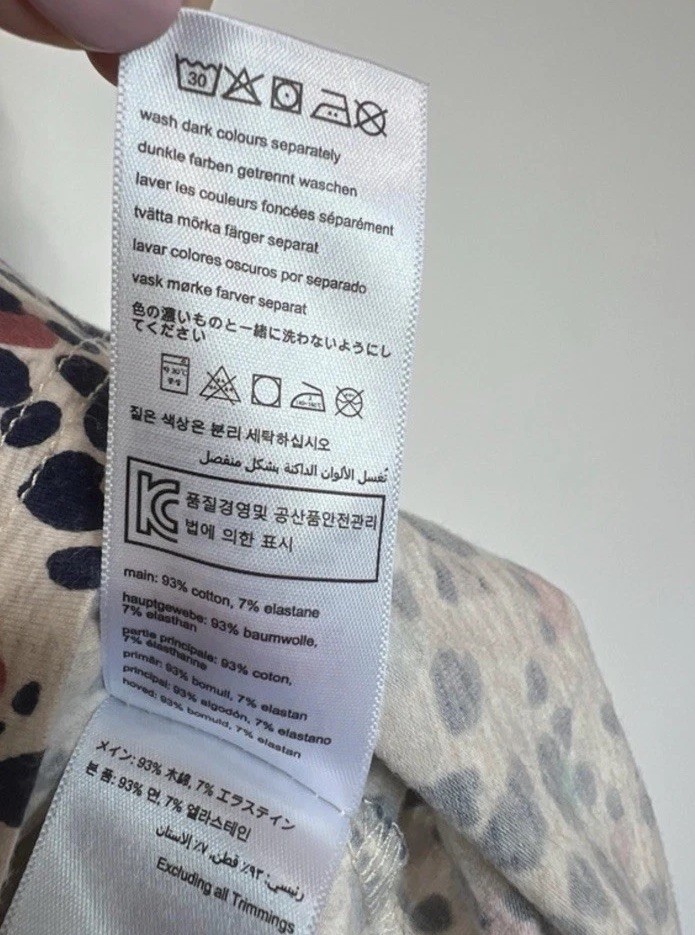 30
wash dark colours separately
dunkle farben getrennt waschen
laver les couleurs foncées séparément
tvätta mörka färger separat
lavar colores oscuros por separado
vask mørke farver separat
色の濃いものと一緒に洗わないようにし
てください
짙은 색상은 분리 세탁하십시오
تُغسل الألوان الداكنة بشكل منفصل
품질경영및 공산품안전관리
법에 의한 표시
main: 93% cotton, 7% elastane
hauptgewebe: 93% baumwolle,
7% elasthan
partie principale: 93% coton,
7% élasthanne
primär: 93% bomull, 7% elastan
principal: 93% algodón, 7% elastano
hoved: 93% bomuld, 7% elastan
メイン: 93% 木綿, 7% エラステイン
본 품: 93% 면, 7% 엘라스테인
رئيسي: ٩٣٪ قطن، ٧٪ الاستان
Excluding all Trimmings